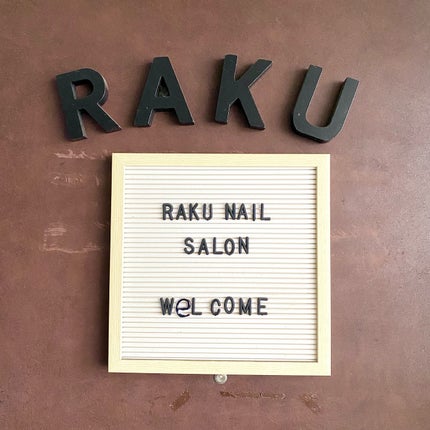 RAKU
RAKU NAIL
SALON
WeL COME